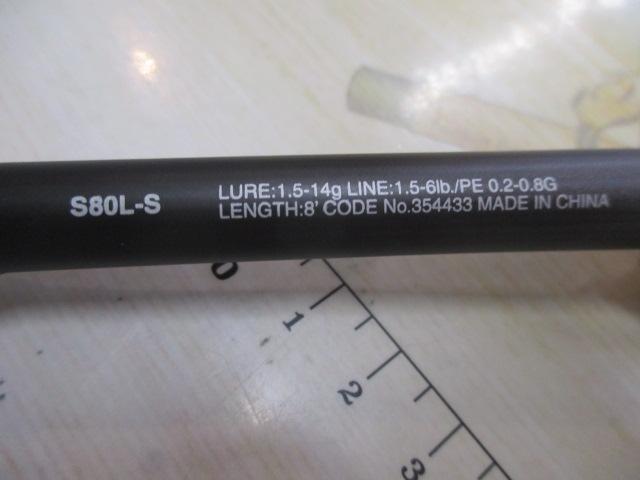 S80L-S
LURE:1.5-14g LINE:1.5-6lb./PE 0.2-0.8G
LENGTH:8' CODE No.354433 MADE IN CHINA
0
1
2
3